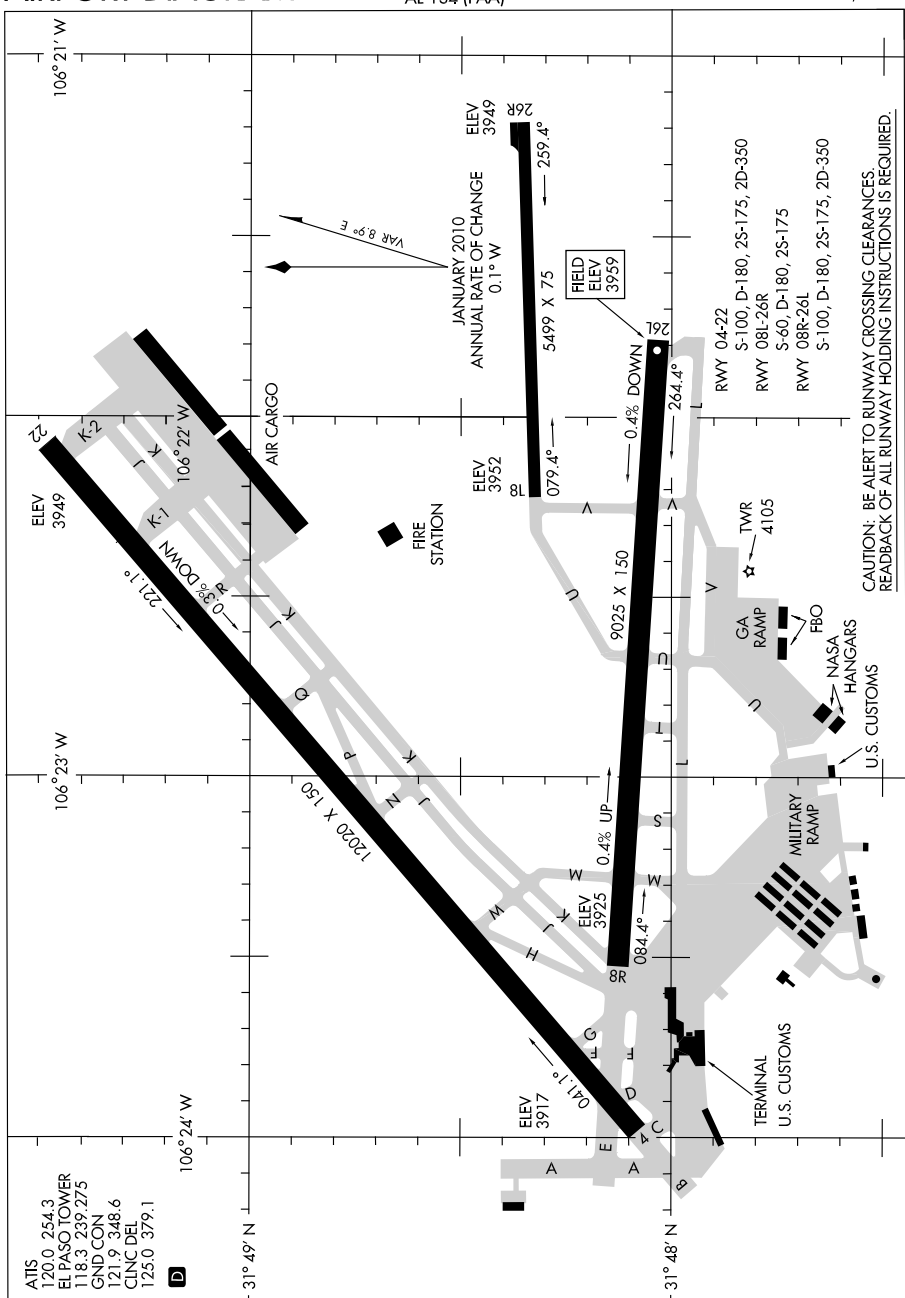 AL-134 (FAA)
ATIS
120.0 254.3
EL PASO TOWER
118.3 239.275
GND CON
121.9 348.6
CLNC DEL
125.0 379.1
D
106° 24' W
106° 23' W
106° 22' W
106° 21' W
31° 49' N
31° 48' N
ELEV
3949
22
K-2
J
K
K-1
AIR CARGO
221.1°
0.3% DOWN
R
J
K
Q
P
N
J
K
12020 X 150
FIRE
STATION
W
H
J
K
M
M
G
F
F
041.1°
ELEV
3917
D
4
C
E
A
A
B
JANUARY 2010
ANNUAL RATE OF CHANGE
0.1° W
VAR 8.9° E
ELEV
3949
26R
259.4°
5499 X 75
ELEV
3952
8L
079.4°
FIELD
ELEV
3959
26L
0.4% DOWN
264.4°
L
9025 X 150
0.4% UP
ELEV
3925
8R
084.4°
V
V
L
V
U
U
U
T
L
S
TWR
4105
GA
RAMP
FBO
NASA
HANGARS
U.S. CUSTOMS
MILITARY
RAMP
TERMINAL
U.S. CUSTOMS
RWY 04-22
S-100, D-180, 2S-175, 2D-350
RWY 08L-26R
S-60, D-180, 2S-175
RWY 08R-26L
S-100, D-180, 2S-175, 2D-350
CAUTION: BE ALERT TO RUNWAY CROSSING CLEARANCES.
READBACK OF ALL RUNWAY HOLDING INSTRUCTIONS IS REQUIRED.